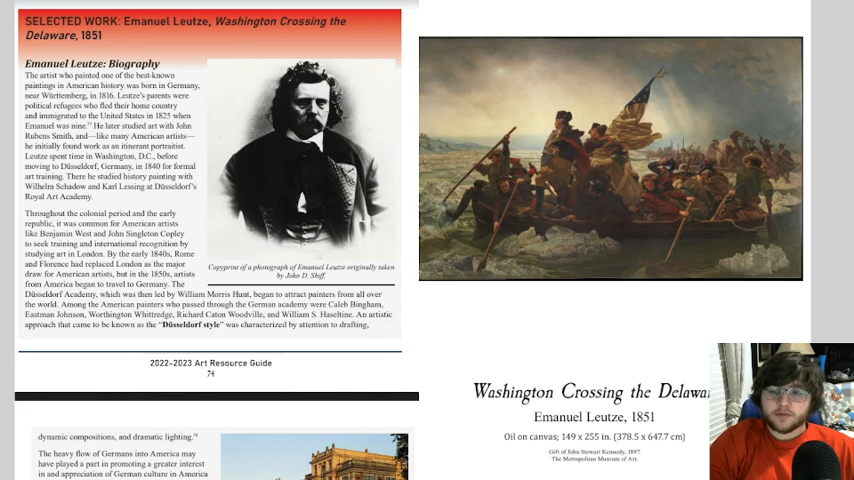 SELECTED WORK: Emanuel Leutze, Washington Crossing the
Delaware, 1851
Emanuel Leutze: Biography
The artist who painted one of the best-known
paintings in American history was born in Germany,
near Württemberg, in 1816. Leutze's parents were
political refugees who fled their home country
and immigrated to the United States in 1825 when
Emanuel was nine.77 He later studied art with John
Rubens Smith, and—like many American artists—
he initially found work as an itinerant portraitist.
Leutze spent time in Washington, D.C., before
moving to Düsseldorf, Germany, in 1840 for formal
art training. There he studied history painting with
Wilhelm Schadow and Karl Lessing at Düsseldorf's
Royal Art Academy.
Throughout the colonial period and the early
republic, it was common for American artists
like Benjamin West and John Singleton Copley
to seek training and international recognition by
studying art in London. By the early 1840s, Rome
and Florence had replaced London as the major
draw for American artists, but in the 1850s, artists
from America began to travel to Germany. The
Düsseldorf Academy, which was then led by William Morris Hunt, began to attract painters from all over
the world. Among the American painters who passed through the German academy were Caleb Bingham,
Eastman Johnson, Worthington Whittredge, Richard Caton Woodville, and William S. Haseltine. An artistic
approach that came to be known as the “Düsseldorf style” was characterized by attention to drafting,
Copyprint of a photograph of Emanuel Leutze originally taken
by John D. Shiff.
2022–2023 Art Resource Guide
74
dynamic compositions, and dramatic lighting.78
The heavy flow of Germans into America may
have played a part in promoting a greater interest
in and appreciation of German culture in America
Washington Crossing the Delawar
Emanuel Leutze, 1851
Oil on canvas; 149 x 255 in. (378.5 x 647.7 cm)
Gift of John Stewart Kennedy, 1897.
The Metropolitan Museum of Art.